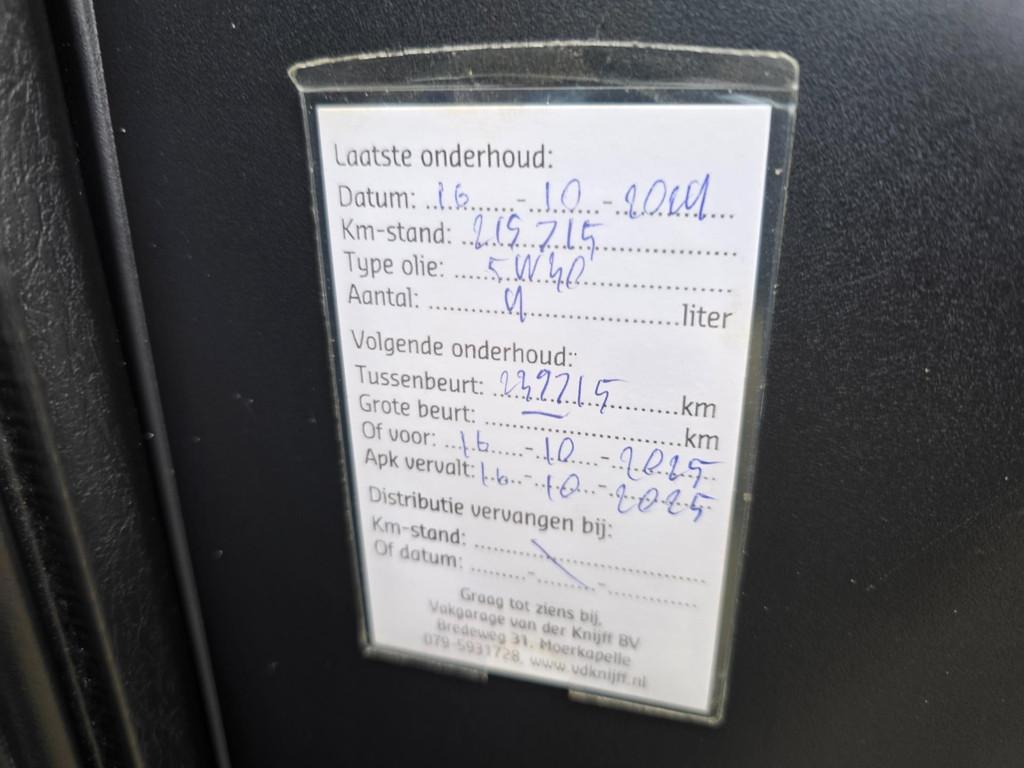 Laatste onderhoud:
Datum: 16 - 10 - 2024
Km-stand: 219715
Type olie: 5W30
Aantal: 4 liter
Volgende onderhoud:
Tussenbeurt: 239715 km
Grote beurt: km
Of voor: 16 - 10 - 2025
Apk vervalt: 16 - 10 - 2025
Distributie vervangen bij:
Km-stand:
Of datum: - -
Graag tot ziens bij,
Vakgarage van der Knijff BV
Bredeweg 31, Moerkapelle
079-5931728, www.vdknijff.nl